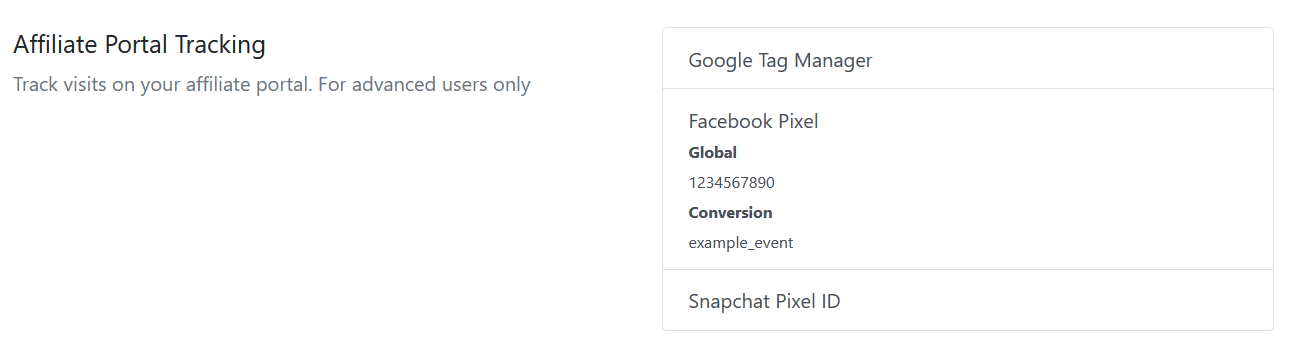 Affiliate Portal Tracking
Track visits on your affiliate portal. For advanced users only
Google Tag Manager
Facebook Pixel
Global
1234567890
Conversion
example_event
Snapchat Pixel ID